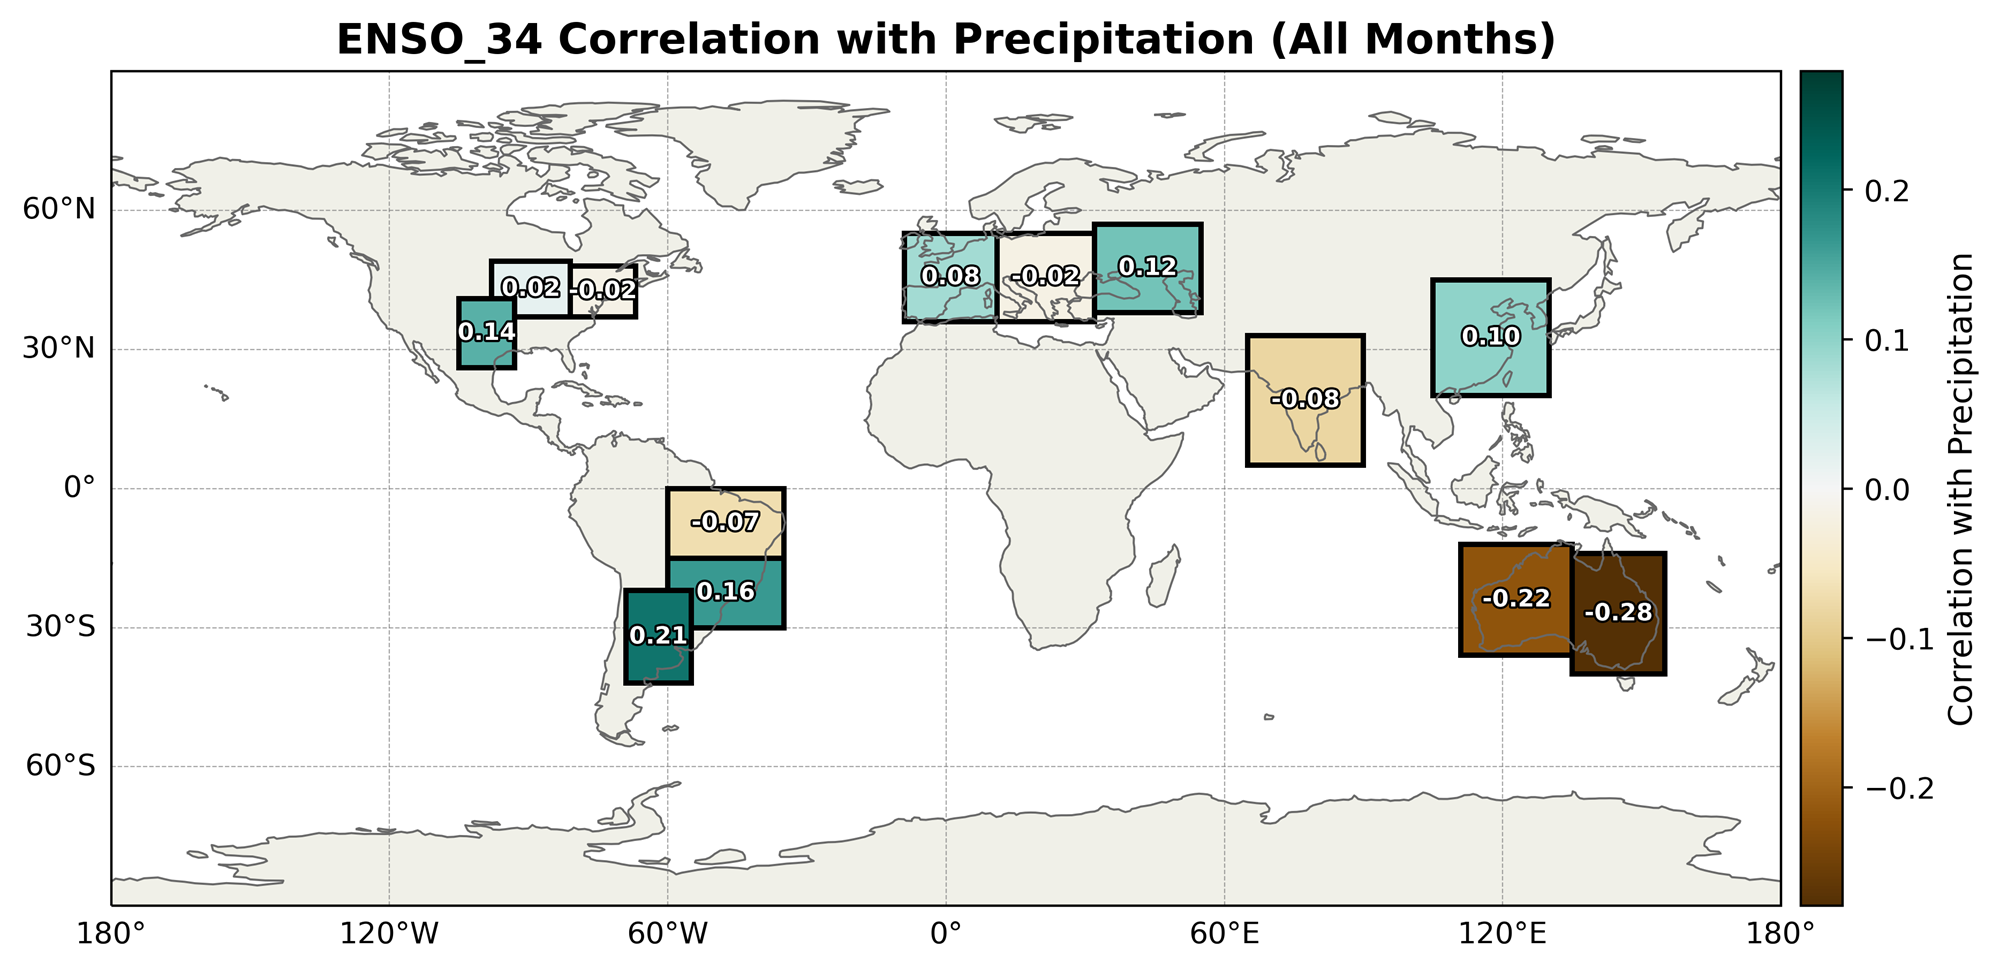 ENSO_34 Correlation with Precipitation (All Months)
60°N
30°N
0°
30°S
60°S
180°
120°W
60°W
0°
60°E
120°E
180°
0.02
-0.02
0.14
0.08
-0.02
0.12
-0.08
0.10
-0.07
0.16
0.21
-0.22
-0.28
0.2
0.1
0.0
−0.1
−0.2
Correlation with Precipitation